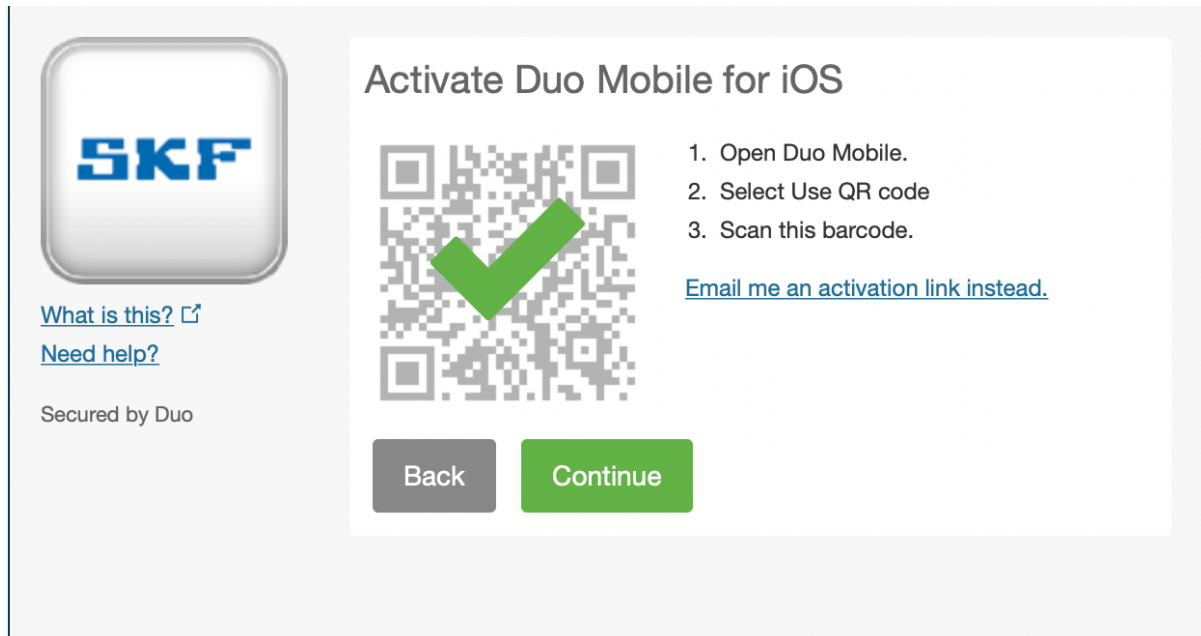 SKF
What is this?
Need help?
Secured by Duo
Activate Duo Mobile for iOS
1. Open Duo Mobile.
2. Select Use QR code
3. Scan this barcode.
Email me an activation link instead.
Back
Continue